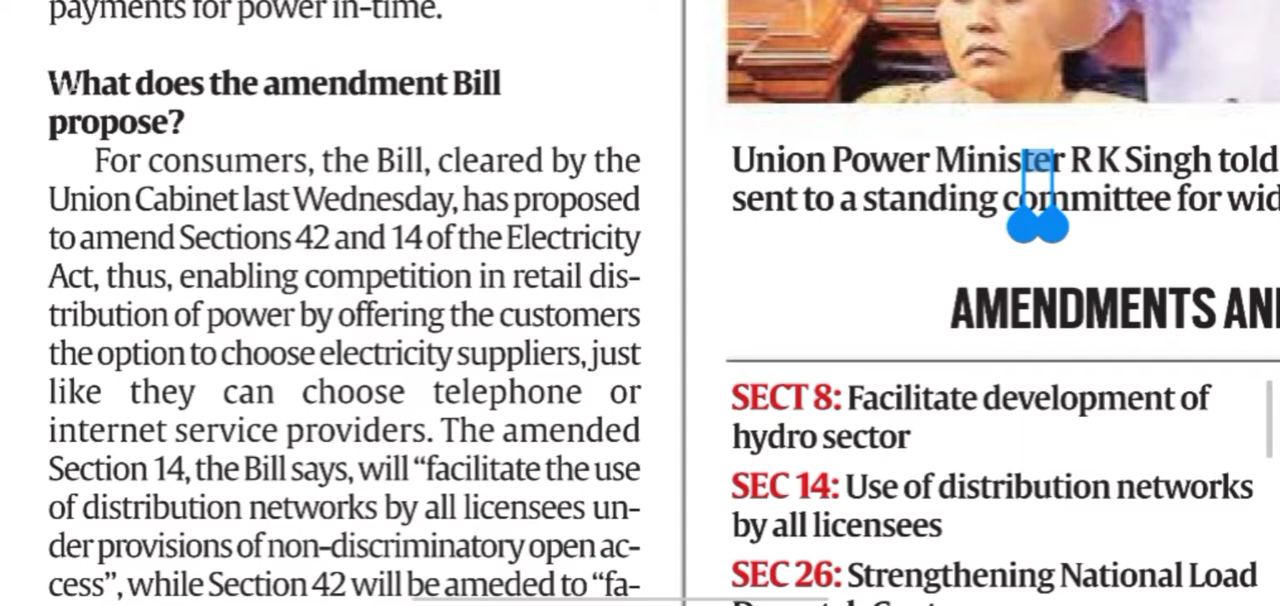 payments for power in-time.
What does the amendment Bill
propose?
For consumers, the Bill, cleared by the
Union Cabinet last Wednesday, has proposed
to amend Sections 42 and 14 of the Electricity
Act, thus, enabling competition in retail dis-
tribution of power by offering the customers
the option to choose electricity suppliers, just
like they can choose telephone or
internet service providers. The amended
Section 14, the Bill says, will “facilitate the use
of distribution networks by all licensees un-
der provisions of non-discriminatory open ac-
cess”, while Section 42 will be ameded to “fa-
Union Power Minister R K Singh told
sent to a standing committee for wid
AMENDMENTS AN
SECT 8: Facilitate development of
hydro sector
SEC 14: Use of distribution networks
by all licensees
SEC 26: Strengthening National Load